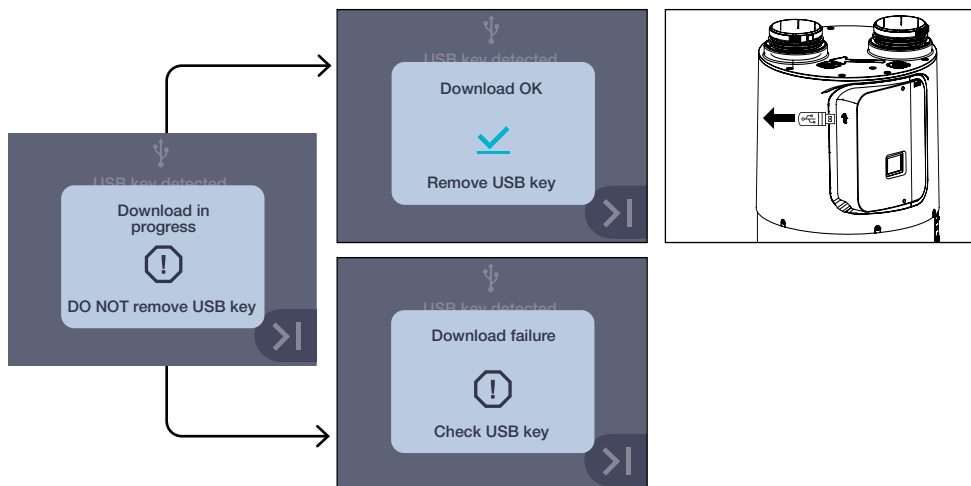 USB key detected
Download in
progress
DO NOT remove USB key
USB key detected
Download OK
Remove USB key
USB key detected
Download failure
Check USB key